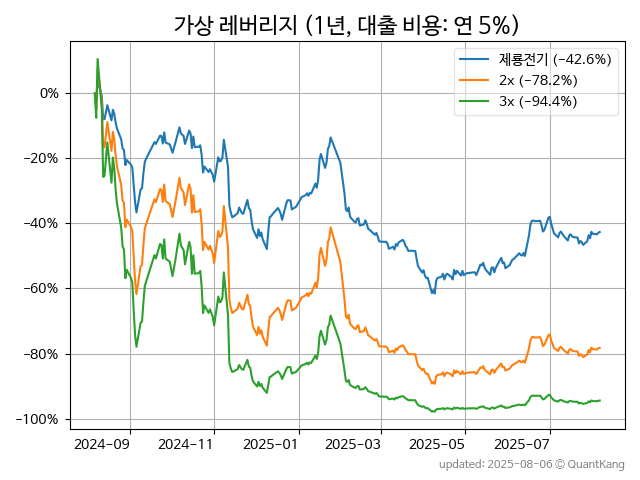 가상 레버리지 (1년, 대출 비용: 연 5%)
제룡전기 (−42.6%)
2x (−78.2%)
3x (−94.4%)
0%
−20%
−40%
−60%
−80%
−100%
2024-09 2024-11 2025-01 2025-03 2025-05 2025-07
updated: 2025-08-06 © QuantKang